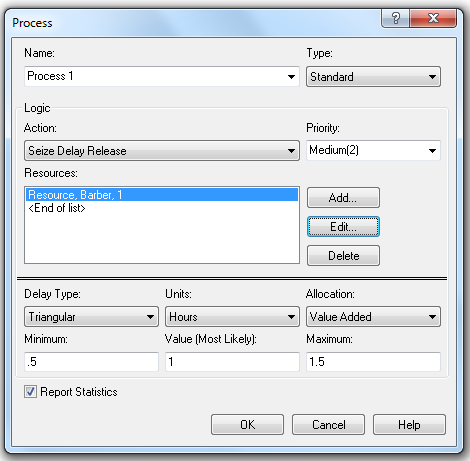 Process
Name: Type:
Process 1 Standard
Logic
Action: Priority:
Seize Delay Release Medium(2)
Resources:
Resource, Barber, 1
<End of list>
Add...
Edit...
Delete
Delay Type: Units: Allocation:
Triangular Hours Value Added
Minimum: Value (Most Likely): Maximum:
.5 1 1.5
Report Statistics
OK Cancel Help